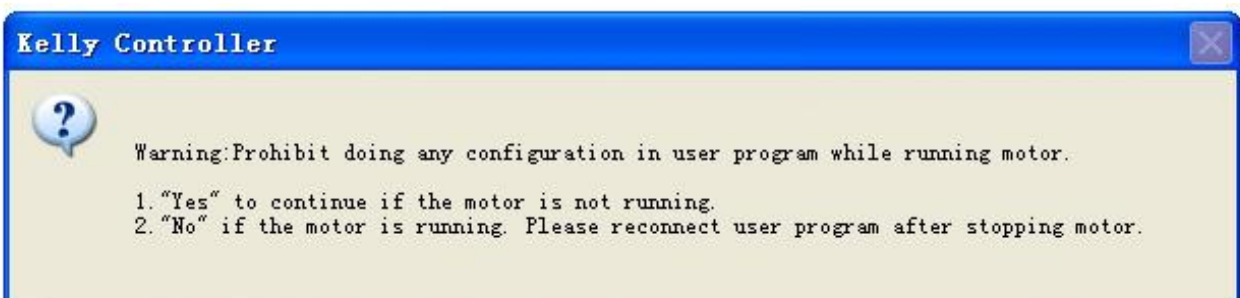 Kelly Controller
?
Warning:Prohibit doing any configuration in user program while running motor.
1."Yes" to continue if the motor is not running.
2."No" if the motor is running. Please reconnect user program after stopping motor.